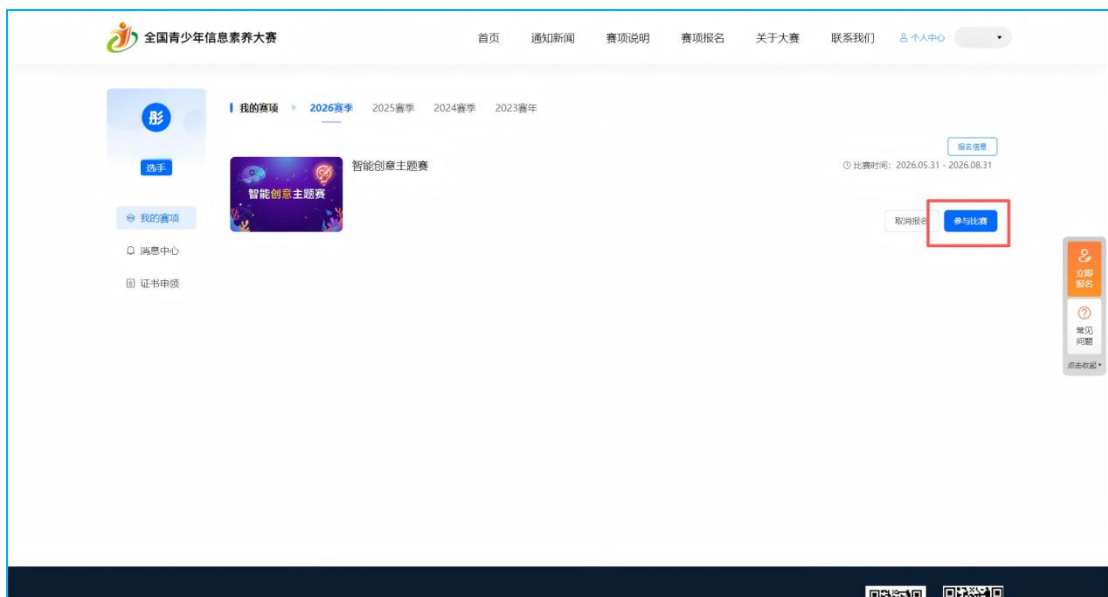 全国青少年信息素养大赛
首页 通知新闻 赛项说明 赛项报名 关于大赛 联系我们 个人中心
彤
选手
我的赛项
消息中心
证书申领
我的赛项 2026赛季 2025赛季 2024赛季 2023赛年
智能创意主题赛
智能创意主题赛
报名信息
比赛时间：2026.05.31 - 2026.08.31
取消报名 参与比赛
立即
报名
常见
问题
点击收起